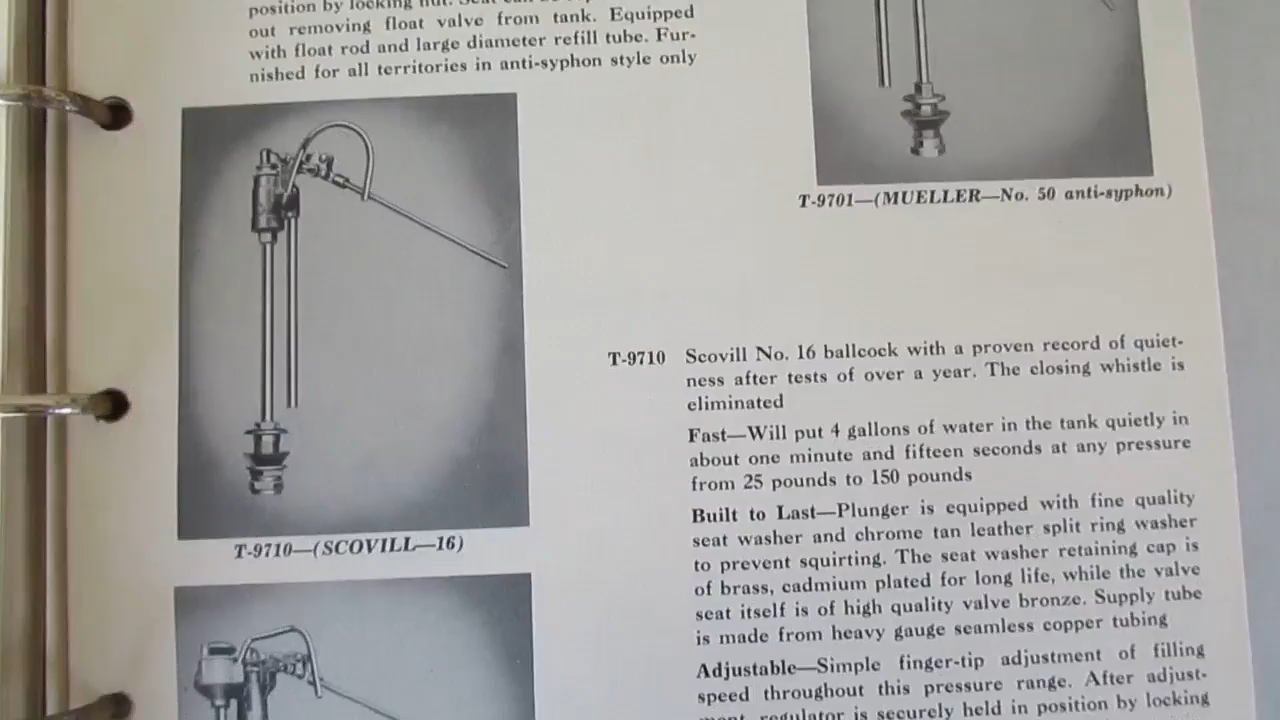 position by locking nut. Seat can be
out removing float valve from tank. Equipped
with float rod and large diameter refill tube. Fur-
nished for all territories in anti-syphon style only
T-9701—(MUELLER—No. 50 anti-syphon)
T-9710—(SCOVILL—16)
T-9710 Scovill No. 16 ballcock with a proven record of quiet-
ness after tests of over a year. The closing whistle is
eliminated
Fast—Will put 4 gallons of water in the tank quietly in
about one minute and fifteen seconds at any pressure
from 25 pounds to 150 pounds
Built to Last—Plunger is equipped with fine quality
seat washer and chrome tan leather split ring washer
to prevent squirting. The seat washer retaining cap is
of brass, cadmium plated for long life, while the valve
seat itself is of high quality valve bronze. Supply tube
is made from heavy gauge seamless copper tubing
Adjustable—Simple finger-tip adjustment of filling
speed throughout this pressure range. After adjust-
ment, regulator is securely held in position by locking